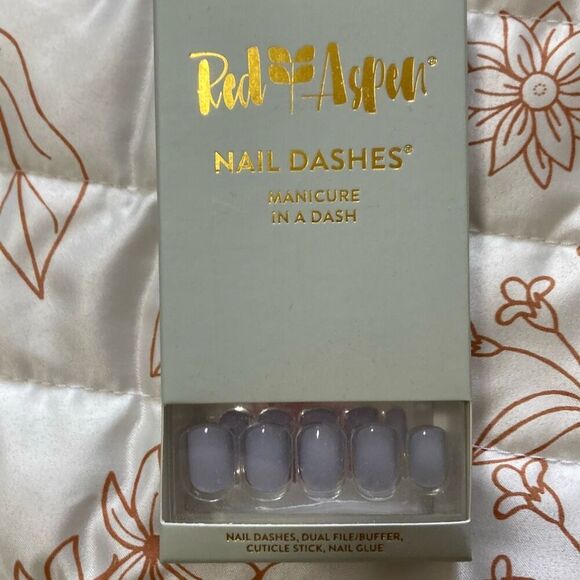 Red Aspen®
NAIL DASHES®
MANICURE
IN A DASH
NAIL DASHES, DUAL FILE/BUFFER,
CUTICLE STICK, NAIL GLUE